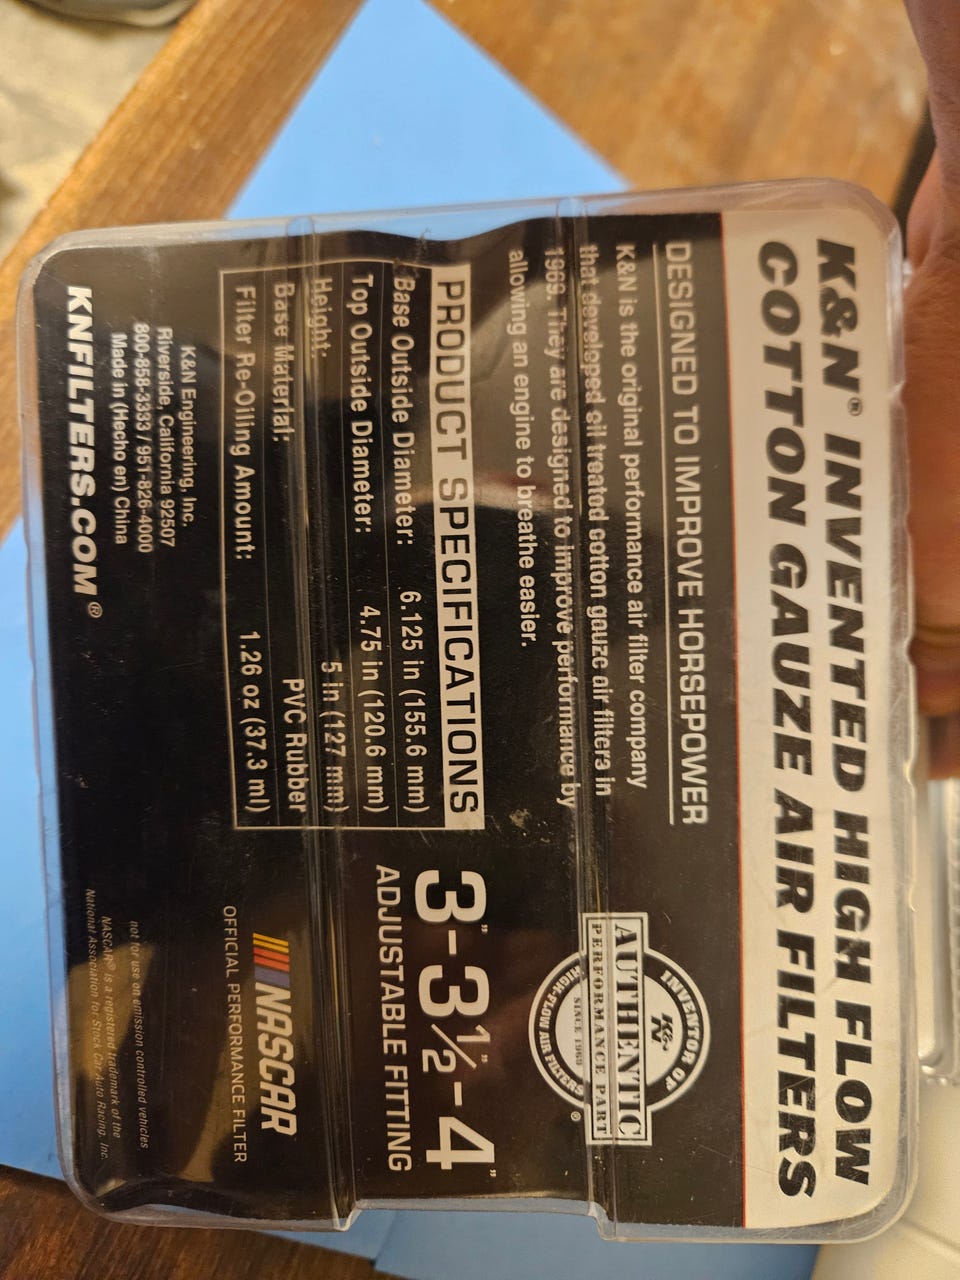 K&N® INVENTED HIGH FLOW
COTTON GAUZE AIR FILTERS
DESIGNED TO IMPROVE HORSEPOWER
K&N is the original performance air filter company
that developed oil treated cotton gauze air filters in
1969. They are designed to improve performance by
allowing an engine to breathe easier.
INVENTOR OF
K&N
AUTHENTIC
PERFORMANCE PART
SINCE 1969
HIGH-FLOW AIR FILTERS
®
PRODUCT SPECIFICATIONS
Base Outside Diameter: 6.125 in (155.6 mm)
Top Outside Diameter: 4.75 in (120.6 mm)
Height: 5 in (127 mm)
Base Material: PVC Rubber
Filter Re-Oiling Amount: 1.26 oz (37.3 ml)
3"-3½"-4"
ADJUSTABLE FITTING
NASCAR
OFFICIAL PERFORMANCE FILTER
K&N Engineering, Inc.
Riverside, California 92507
800-858-3333 / 951-826-4000
Made in (Hecho en) China
KNFILTERS.COM®
not for use on emission controlled vehicles
NASCAR® is a registered trademark of the
National Association for Stock Car Auto Racing, Inc.